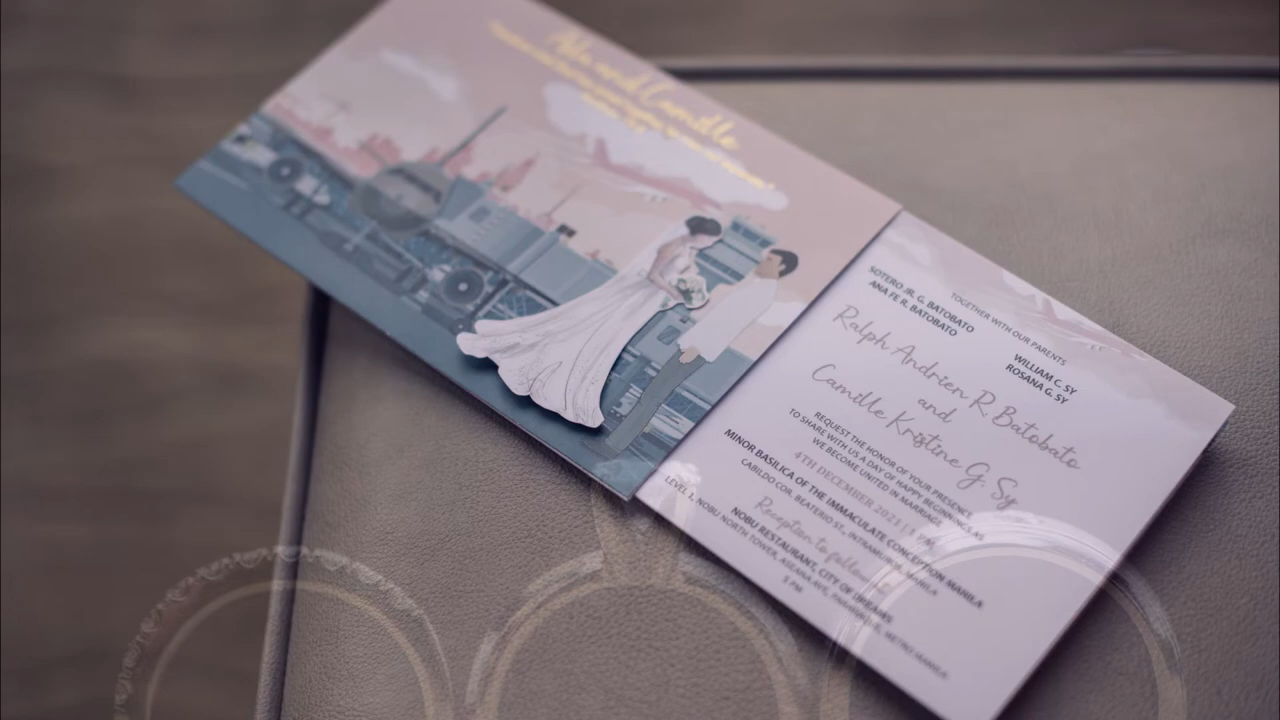 and Camille
TOGETHER WITH OUR PARENTS
SOTERO JR. G. BATOBATO
ANA FE R. BATOBATO
WILLIAM C. SY
ROSANA G. SY
Ralph Andrien R. Batobato
and
Camille Kristine G. Sy
REQUEST THE HONOR OF YOUR PRESENCE
TO SHARE WITH US A DAY OF HAPPY BEGINNINGS AS
WE BECOME UNITED IN MARRIAGE
4TH DECEMBER 2021 | 1 PM
MINOR BASILICA OF THE IMMACULATE CONCEPTION MANILA
CABILDO COR. BEATERIO ST., INTRAMUROS, MANILA
Reception to follow
NOBU RESTAURANT, CITY OF DREAMS
LEVEL 1, NOBU NORTH TOWER, ASEANA AVE, PARAÑAQUE, METRO MANILA
5 PM